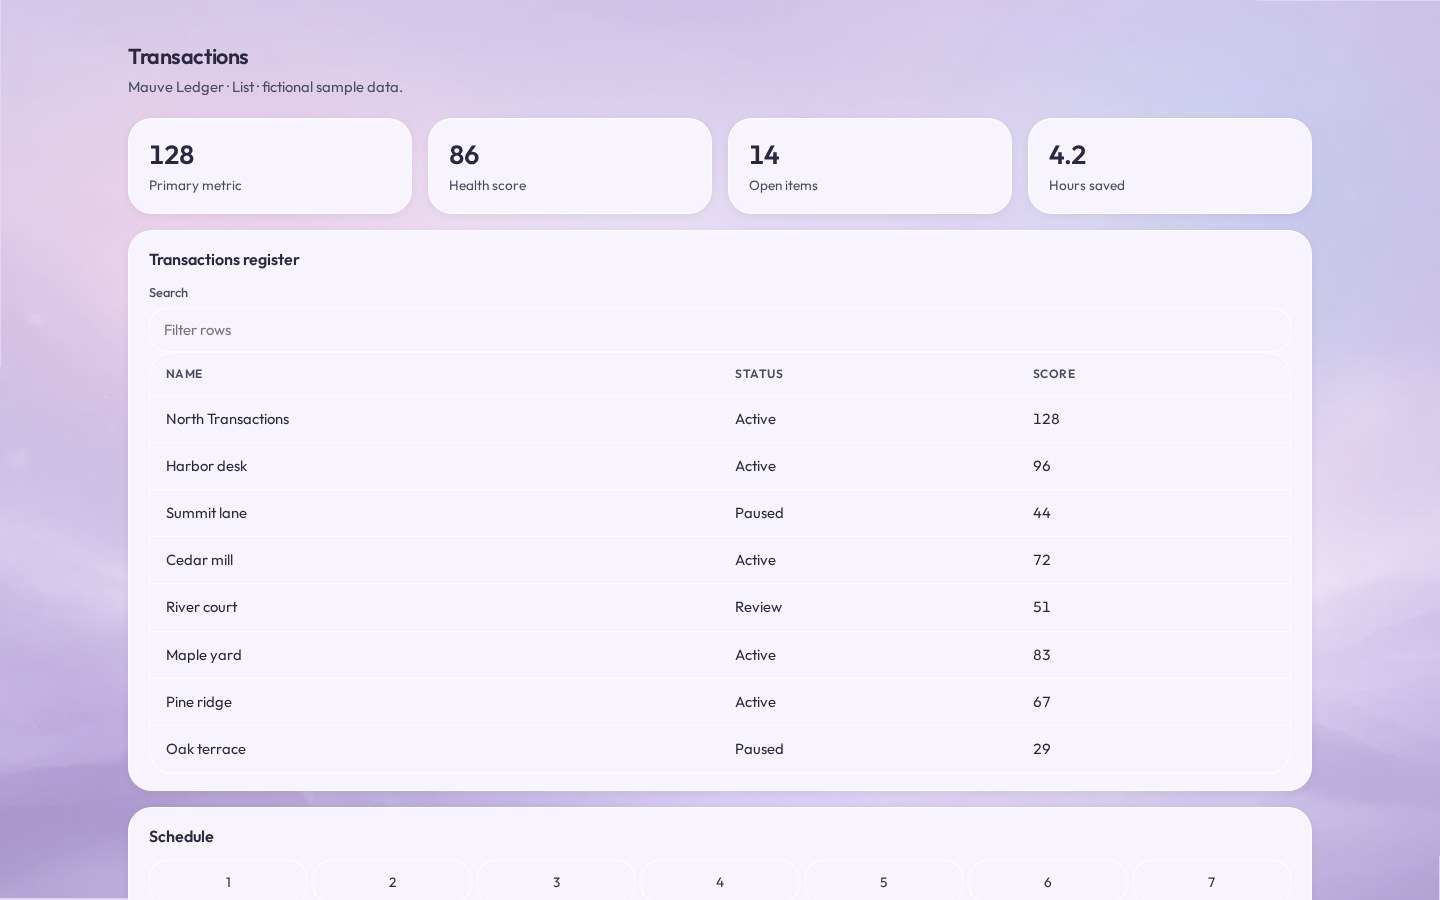 Transactions
Mauve Ledger · List · fictional sample data.
128
Primary metric
86
Health score
14
Open items
4.2
Hours saved
Transactions register
Search
Filter rows
NAME STATUS SCORE
North Transactions Active 128
Harbor desk Active 96
Summit lane Paused 44
Cedar mill Active 72
River court Review 51
Maple yard Active 83
Pine ridge Active 67
Oak terrace Paused 29
Schedule
1 2 3 4 5 6 7